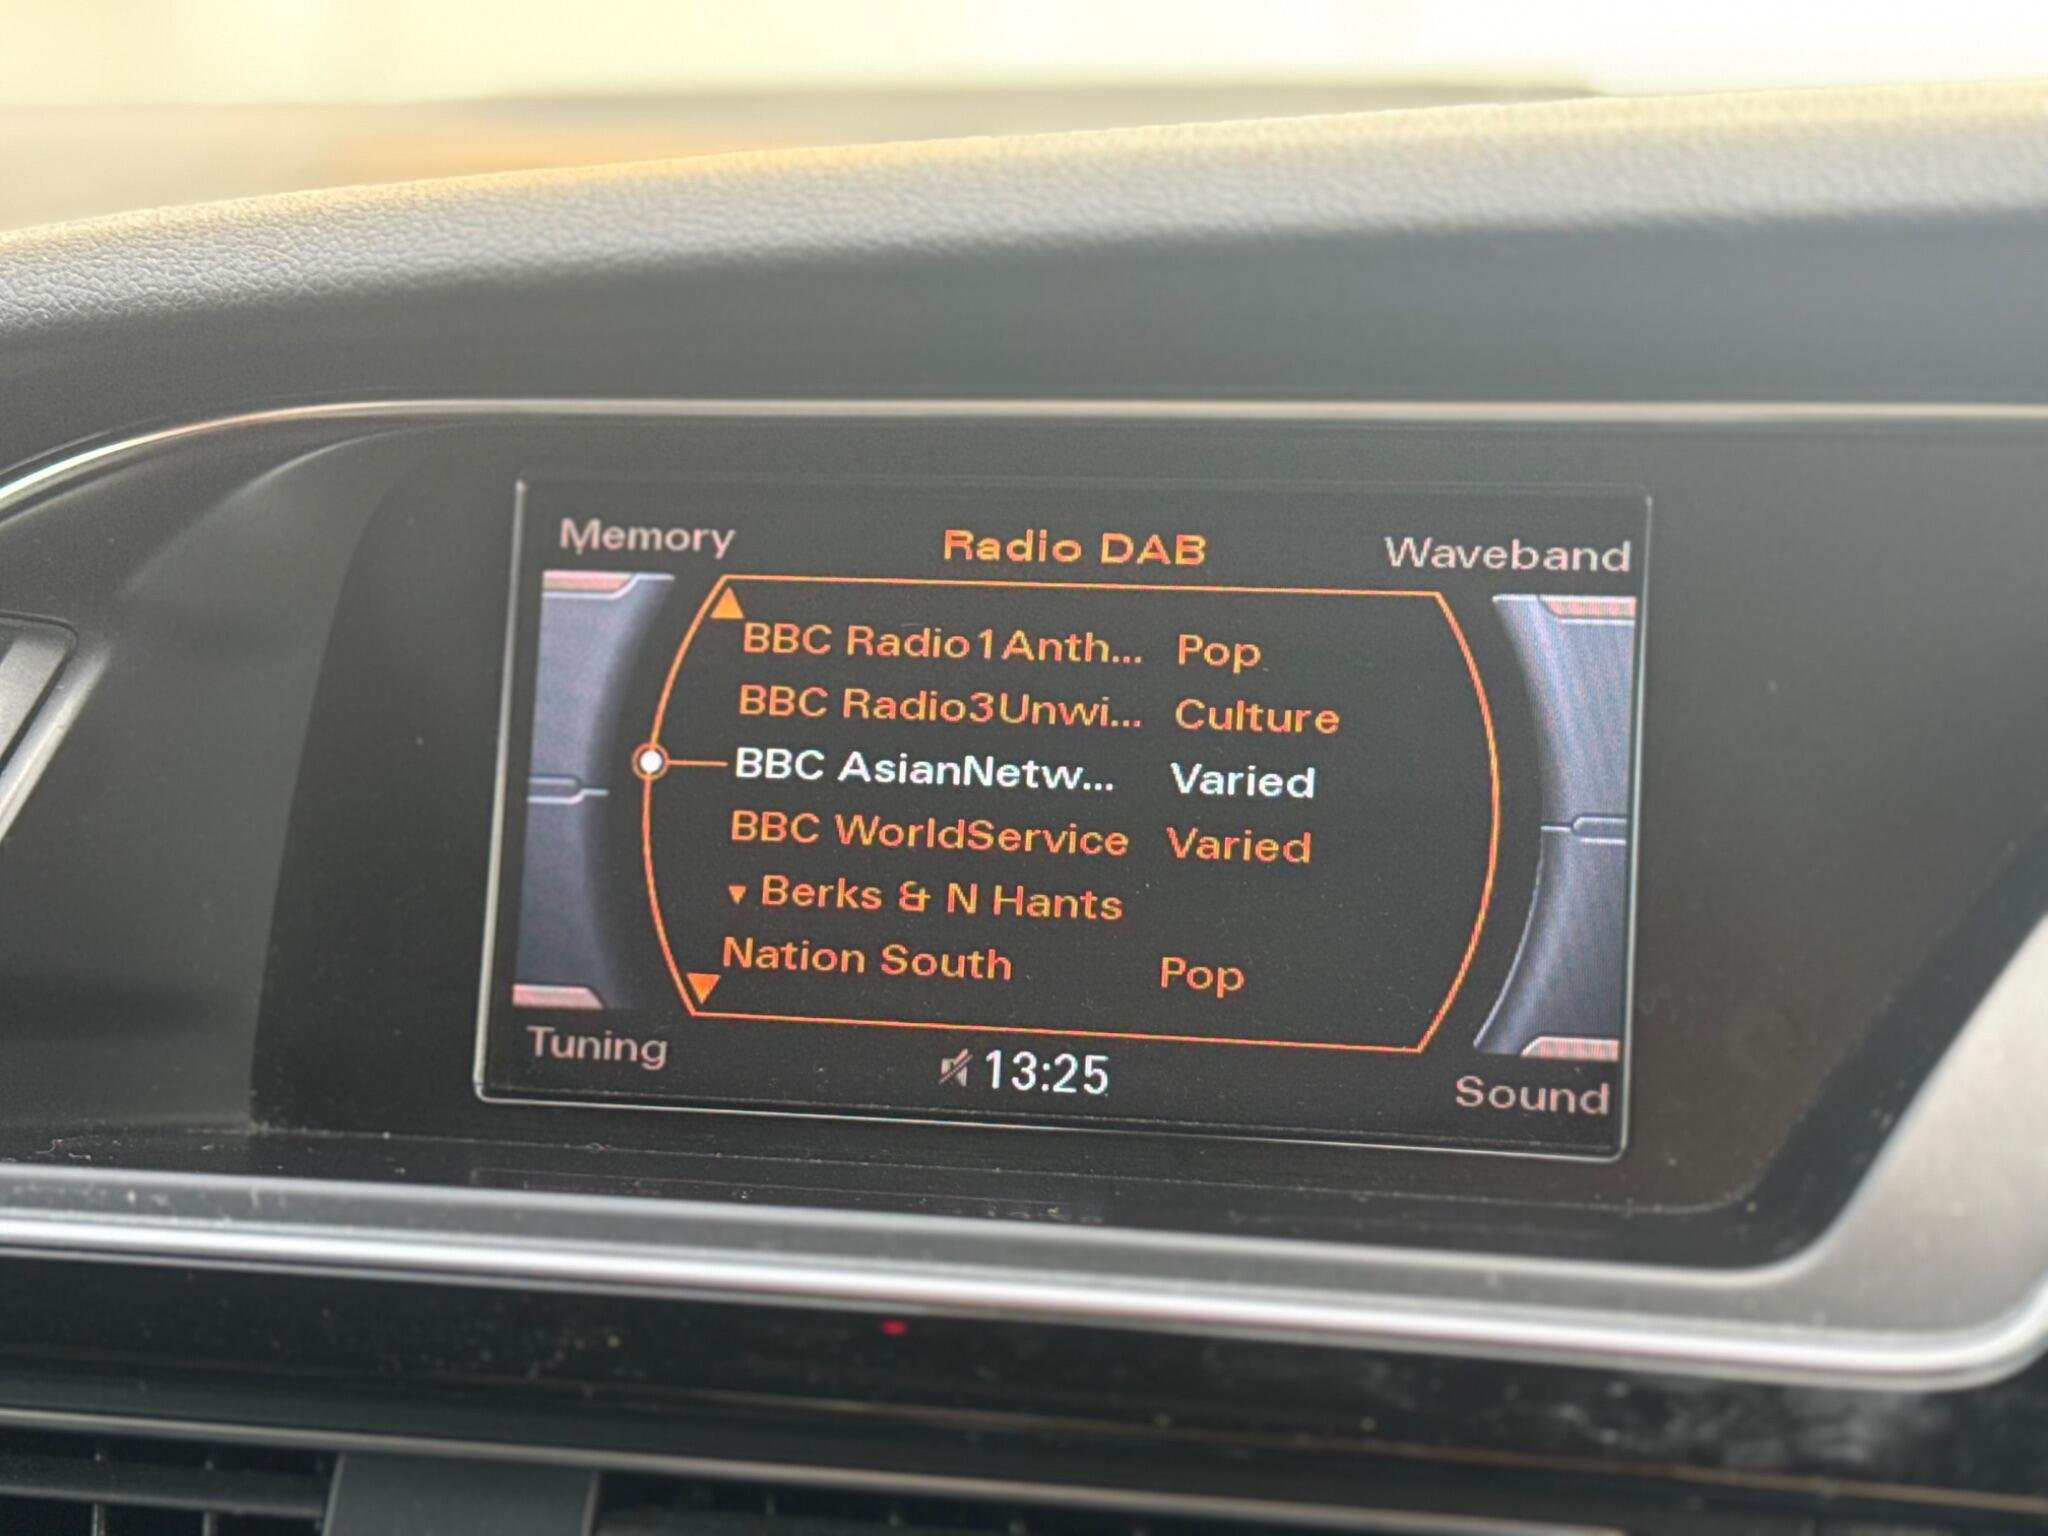 Memory Radio DAB Waveband
BBC Radio1Anth... Pop
BBC Radio3Unwi... Culture
BBC AsianNetw... Varied
BBC WorldService Varied
Berks & N Hants
Nation South Pop
Tuning 13:25 Sound